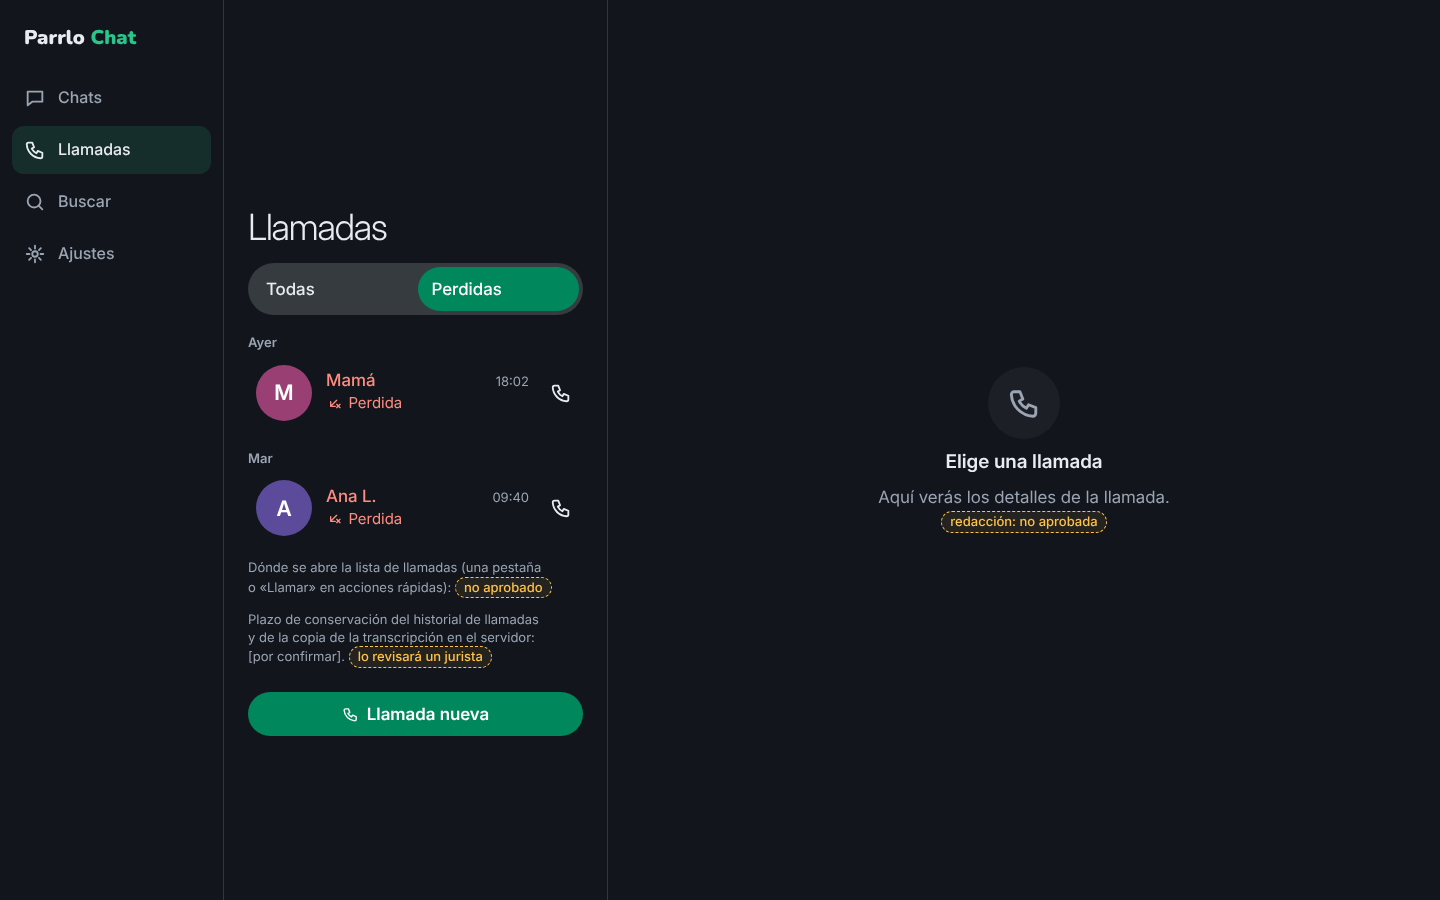 Parrlo Chat
Chats
Llamadas
Buscar
Ajustes
Llamadas
Todas
Perdidas
Ayer
M
Mamá
18:02
Perdida
Mar
A
Ana L.
09:40
Perdida
Dónde se abre la lista de llamadas (una pestaña
o «Llamar» en acciones rápidas): no aprobado
Plazo de conservación del historial de llamadas
y de la copia de la transcripción en el servidor:
[por confirmar]. lo revisará un jurista
Llamada nueva
Elige una llamada
Aquí verás los detalles de la llamada.
redacción: no aprobada